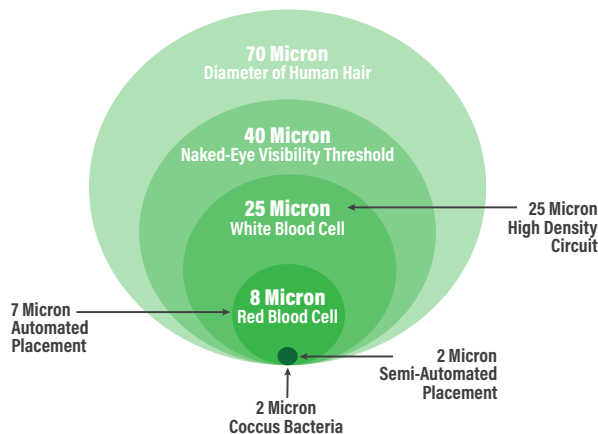 70 Micron
Diameter of Human Hair
40 Micron
Naked-Eye Visibility Threshold
25 Micron
White Blood Cell
25 Micron
High Density
Circuit
8 Micron
Red Blood Cell
7 Micron
Automated
Placement
2 Micron
Semi-Automated
Placement
2 Micron
Coccus Bacteria